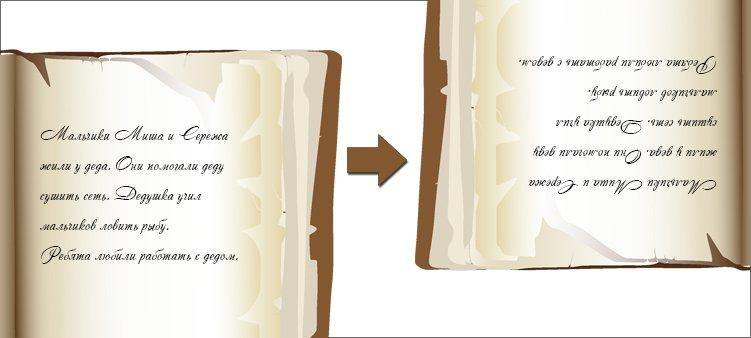 Мальчики Миша и Сережа
жили у деда. Они помогали деду
сушить сеть. Дедушка учил
мальчиков ловить рыбу.
Ребята любили работать с дедом.
Мальчики Миша и Сережа
жили у деда. Они помогали деду
сушить сеть. Дедушка учил
мальчиков ловить рыбу.
Ребята любили работать с дедом.